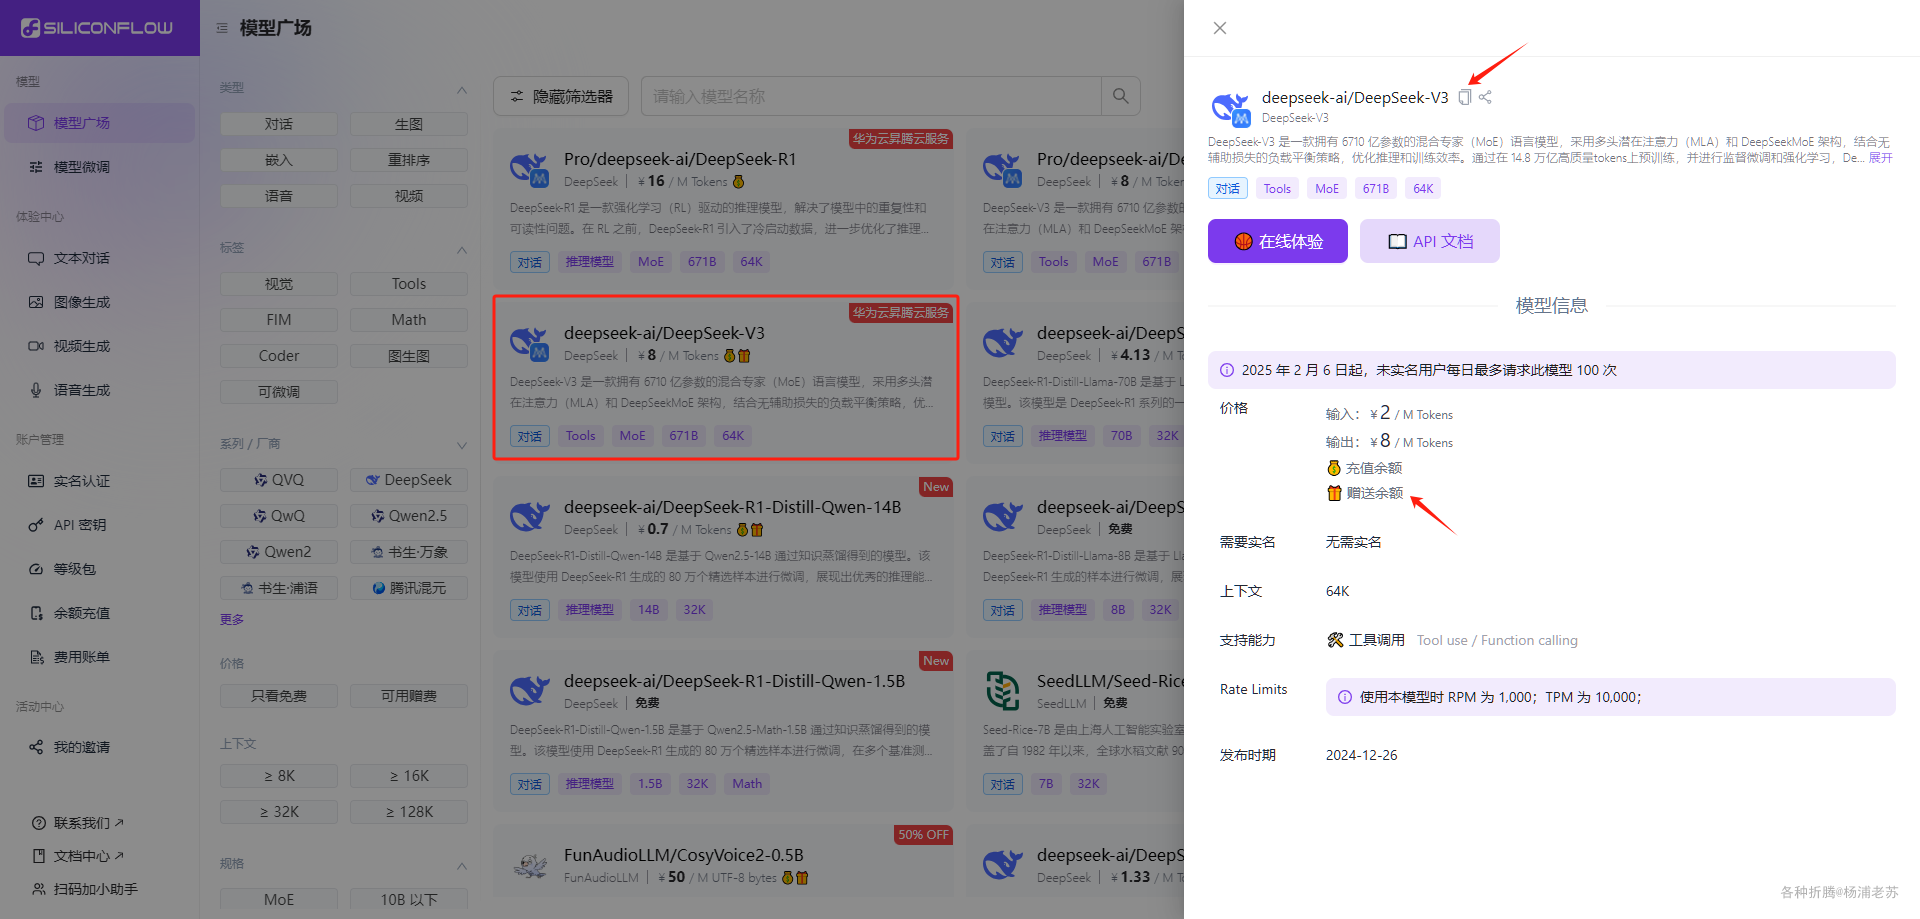 SILICONFLOW
模型
模型广场
模型微调
体验中心
文本对话
图像生成
视频生成
语音生成
账户管理
实名认证
API 密钥
等级包
余额充值
费用账单
活动中心
我的邀请
联系我们
文档中心
扫码加小助手
模型广场
类型
对话 生图
嵌入 重排序
语音 视频
标签
视觉 Tools
FIM Math
Coder 图生图
可微调
系列 / 厂商
QVQ DeepSeek
QwQ Qwen2.5
Qwen2 书生·万象
书生·浦语 腾讯混元
更多
价格
只看免费 可用赠费
上下文
≥ 8K ≥ 16K
≥ 32K ≥ 128K
规格
MoE 10B 以下
隐藏筛选器 请输入模型名称
华为云昇腾云服务
Pro/deepseek-ai/DeepSeek-R1
DeepSeek ¥ 16 / M Tokens
DeepSeek-R1 是一款强化学习（RL）驱动的推理模型，解决了模型中的重复性和
可读性问题。在 RL 之前，DeepSeek-R1 引入了冷启动数据，进一步优化了推理...
对话 推理模型 MoE 671B 64K
华为云昇腾云服务
deepseek-ai/DeepSeek-V3
DeepSeek ¥ 8 / M Tokens
DeepSeek-V3 是一款拥有 6710 亿参数的混合专家（MoE）语言模型，采用多头潜
在注意力（MLA）和 DeepSeekMoE 架构，结合无辅助损失的负载平衡策略，优...
对话 Tools MoE 671B 64K
New
deepseek-ai/DeepSeek-R1-Distill-Qwen-14B
DeepSeek ¥ 0.7 / M Tokens
DeepSeek-R1-Distill-Qwen-14B 是基于 Qwen2.5-14B 通过知识蒸馏得到的模型。该
模型使用 DeepSeek-R1 生成的 80 万个精选样本进行微调，展现出优秀的推理能...
对话 推理模型 14B 32K
New
deepseek-ai/DeepSeek-R1-Distill-Qwen-1.5B
DeepSeek 免费
DeepSeek-R1-Distill-Qwen-1.5B 是基于 Qwen2.5-Math-1.5B 通过知识蒸馏得到的模
型。该模型使用 DeepSeek-R1 生成的 80 万个精选样本进行微调，在多个基准测...
对话 推理模型 1.5B 32K Math
50% OFF
FunAudioLLM/CosyVoice2-0.5B
FunAudioLLM ¥ 50 / M UTF-8 bytes
Pro/deepseek-ai/DeepS
DeepSeek ¥ 8 / M Token
DeepSeek-V3 是一款拥有 6710 亿参数
在注意力（MLA）和 DeepSeekMoE 架
对话 Tools MoE 671B
deepseek-ai/DeepS
DeepSeek ¥ 4.13 / M T
DeepSeek-R1-Distill-Llama-70B 是基于 L
模型。该模型是 DeepSeek-R1 系列的一
对话 推理模型 70B 32K
deepseek-ai/DeepS
DeepSeek 免费
DeepSeek-R1-Distill-Llama-8B 是基于 Lla
DeepSeek-R1 生成的样本进行微调，展
对话 推理模型 8B 32K
SeedLLM/Seed-Rice
SeedLLM 免费
Seed-Rice-7B 是由上海人工智能实验室
盖了自 1982 年以来，全球水稻文献 90
对话 7B 32K
deepseek-ai/DeepS
DeepSeek ¥ 1.33 / M T
deepseek-ai/DeepSeek-V3
DeepSeek-V3
DeepSeek-V3 是一款拥有 6710 亿参数的混合专家（MoE）语言模型，采用多头潜在注意力（MLA）和 DeepSeekMoE 架构，结合无
辅助损失的负载平衡策略，优化推理和训练效率。通过在 14.8 万亿高质量tokens上预训练，并进行监督微调和强化学习，De... 展开
对话 Tools MoE 671B 64K
在线体验 API 文档
模型信息
2025 年 2 月 6 日起，未实名用户每日最多请求此模型 100 次
价格 输入：¥ 2 / M Tokens
输出：¥ 8 / M Tokens
充值余额
赠送余额
需要实名 无需实名
上下文 64K
支持能力 工具调用 Tool use / Function calling
Rate Limits 使用本模型时 RPM 为 1,000；TPM 为 10,000；
发布时期 2024-12-26
各种折腾@杨浦老苏